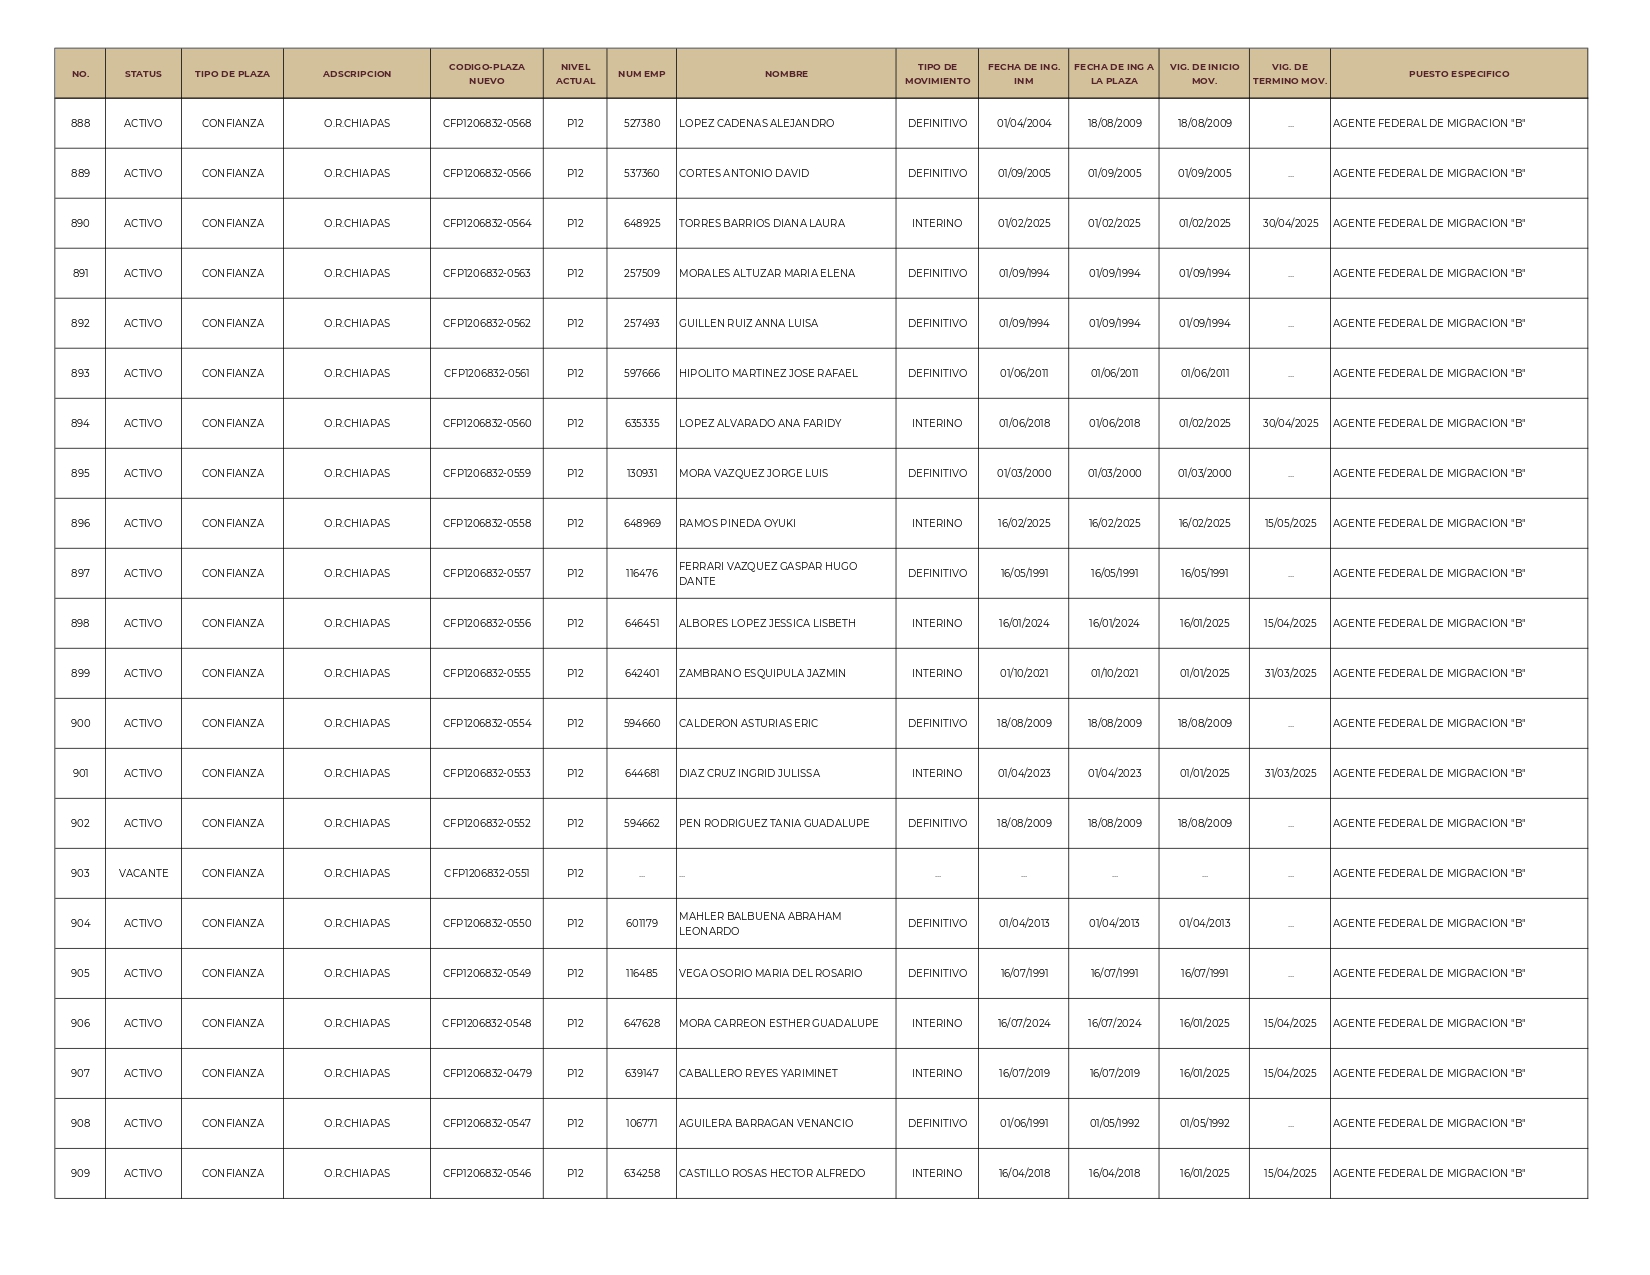 NO. STATUS TIPO DE PLAZA ADSCRIPCION CODIGO-PLAZA NUEVO NIVEL ACTUAL NUM EMP NOMBRE TIPO DE MOVIMIENTO FECHA DE ING. INM FECHA DE ING A LA PLAZA VIG. DE INICIO MOV. VIG. DE TERMINO MOV. PUESTO ESPECIFICO
888 ACTIVO CONFIANZA O.R.CHIAPAS CFP1206832-0568 P12 527380 LOPEZ CADENAS ALEJANDRO DEFINITIVO 01/04/2004 18/08/2009 18/08/2009 ... AGENTE FEDERAL DE MIGRACION "B"
889 ACTIVO CONFIANZA O.R.CHIAPAS CFP1206832-0566 P12 537360 CORTES ANTONIO DAVID DEFINITIVO 01/09/2005 01/09/2005 01/09/2005 ... AGENTE FEDERAL DE MIGRACION "B"
890 ACTIVO CONFIANZA O.R.CHIAPAS CFP1206832-0564 P12 648925 TORRES BARRIOS DIANA LAURA INTERINO 01/02/2025 01/02/2025 01/02/2025 30/04/2025 AGENTE FEDERAL DE MIGRACION "B"
891 ACTIVO CONFIANZA O.R.CHIAPAS CFP1206832-0563 P12 257509 MORALES ALTUZAR MARIA ELENA DEFINITIVO 01/09/1994 01/09/1994 01/09/1994 ... AGENTE FEDERAL DE MIGRACION "B"
892 ACTIVO CONFIANZA O.R.CHIAPAS CFP1206832-0562 P12 257493 GUILLEN RUIZ ANNA LUISA DEFINITIVO 01/09/1994 01/09/1994 01/09/1994 ... AGENTE FEDERAL DE MIGRACION "B"
893 ACTIVO CONFIANZA O.R.CHIAPAS CFP1206832-0561 P12 597666 HIPOLITO MARTINEZ JOSE RAFAEL DEFINITIVO 01/06/2011 01/06/2011 01/06/2011 ... AGENTE FEDERAL DE MIGRACION "B"
894 ACTIVO CONFIANZA O.R.CHIAPAS CFP1206832-0560 P12 635335 LOPEZ ALVARADO ANA FARIDY INTERINO 01/06/2018 01/06/2018 01/02/2025 30/04/2025 AGENTE FEDERAL DE MIGRACION "B"
895 ACTIVO CONFIANZA O.R.CHIAPAS CFP1206832-0559 P12 130931 MORA VAZQUEZ JORGE LUIS DEFINITIVO 01/03/2000 01/03/2000 01/03/2000 ... AGENTE FEDERAL DE MIGRACION "B"
896 ACTIVO CONFIANZA O.R.CHIAPAS CFP1206832-0558 P12 648969 RAMOS PINEDA OYUKI INTERINO 16/02/2025 16/02/2025 16/02/2025 15/05/2025 AGENTE FEDERAL DE MIGRACION "B"
897 ACTIVO CONFIANZA O.R.CHIAPAS CFP1206832-0557 P12 116476 FERRARI VAZQUEZ GASPAR HUGO DANTE DEFINITIVO 16/05/1991 16/05/1991 16/05/1991 ... AGENTE FEDERAL DE MIGRACION "B"
898 ACTIVO CONFIANZA O.R.CHIAPAS CFP1206832-0556 P12 646451 ALBORES LOPEZ JESSICA LISBETH INTERINO 16/01/2024 16/01/2024 16/01/2025 15/04/2025 AGENTE FEDERAL DE MIGRACION "B"
899 ACTIVO CONFIANZA O.R.CHIAPAS CFP1206832-0555 P12 642401 ZAMBRANO ESQUIPULA JAZMIN INTERINO 01/10/2021 01/10/2021 01/01/2025 31/03/2025 AGENTE FEDERAL DE MIGRACION "B"
900 ACTIVO CONFIANZA O.R.CHIAPAS CFP1206832-0554 P12 594660 CALDERON ASTURIAS ERIC DEFINITIVO 18/08/2009 18/08/2009 18/08/2009 ... AGENTE FEDERAL DE MIGRACION "B"
901 ACTIVO CONFIANZA O.R.CHIAPAS CFP1206832-0553 P12 644681 DIAZ CRUZ INGRID JULISSA INTERINO 01/04/2023 01/04/2023 01/01/2025 31/03/2025 AGENTE FEDERAL DE MIGRACION "B"
902 ACTIVO CONFIANZA O.R.CHIAPAS CFP1206832-0552 P12 594662 PEN RODRIGUEZ TANIA GUADALUPE DEFINITIVO 18/08/2009 18/08/2009 18/08/2009 ... AGENTE FEDERAL DE MIGRACION "B"
903 VACANTE CONFIANZA O.R.CHIAPAS CFP1206832-0551 P12 ... ... ... ... ... ... ... AGENTE FEDERAL DE MIGRACION "B"
904 ACTIVO CONFIANZA O.R.CHIAPAS CFP1206832-0550 P12 601179 MAHLER BALBUENA ABRAHAM LEONARDO DEFINITIVO 01/04/2013 01/04/2013 01/04/2013 ... AGENTE FEDERAL DE MIGRACION "B"
905 ACTIVO CONFIANZA O.R.CHIAPAS CFP1206832-0549 P12 116485 VEGA OSORIO MARIA DEL ROSARIO DEFINITIVO 16/07/1991 16/07/1991 16/07/1991 ... AGENTE FEDERAL DE MIGRACION "B"
906 ACTIVO CONFIANZA O.R.CHIAPAS CFP1206832-0548 P12 647628 MORA CARREON ESTHER GUADALUPE INTERINO 16/07/2024 16/07/2024 16/01/2025 15/04/2025 AGENTE FEDERAL DE MIGRACION "B"
907 ACTIVO CONFIANZA O.R.CHIAPAS CFP1206832-0479 P12 639147 CABALLERO REYES YARIMINET INTERINO 16/07/2019 16/07/2019 16/01/2025 15/04/2025 AGENTE FEDERAL DE MIGRACION "B"
908 ACTIVO CONFIANZA O.R.CHIAPAS CFP1206832-0547 P12 106771 AGUILERA BARRAGAN VENANCIO DEFINITIVO 01/06/1991 01/05/1992 01/05/1992 ... AGENTE FEDERAL DE MIGRACION "B"
909 ACTIVO CONFIANZA O.R.CHIAPAS CFP1206832-0546 P12 634258 CASTILLO ROSAS HECTOR ALFREDO INTERINO 16/04/2018 16/04/2018 16/01/2025 15/04/2025 AGENTE FEDERAL DE MIGRACION "B"